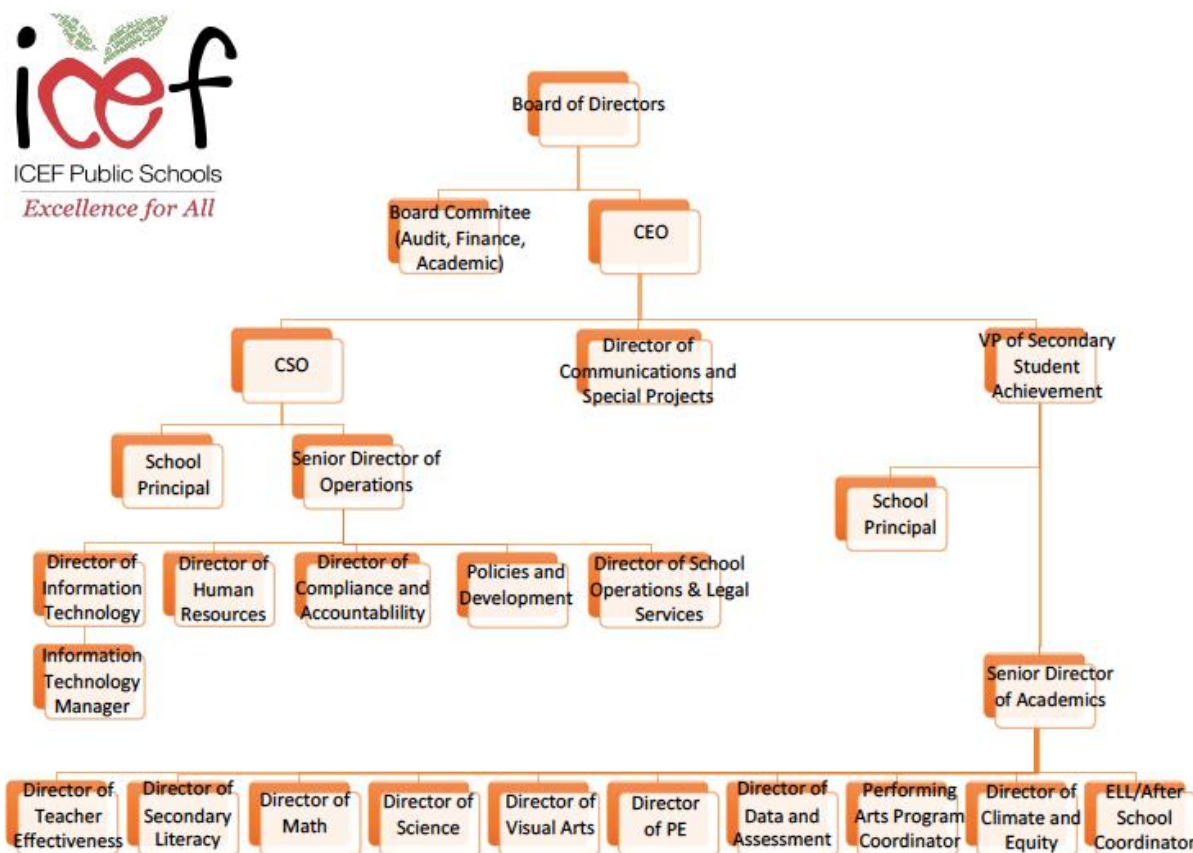 icef
ICEF Public Schools
Excellence for All
Board of Directors
Board Commitee
(Audit, Finance,
Academic)
CEO
CSO
Director of
Communications and
Special Projects
VP of Secondary
Student
Achievement
School
Principal
Senior Director of
Operations
School
Principal
Director of
Information
Technology
Director of
Human
Resources
Director of
Compliance and
Accountablility
Policies and
Development
Director of School
Operations & Legal
Services
Information
Technology
Manager
Senior Director
of Academics
Director of
Teacher
Effectiveness
Director of
Secondary
Literacy
Director of
Math
Director of
Science
Director of
Visual Arts
Director
of PE
Director of
Data and
Assessment
Performing
Arts Program
Coordinator
Director of
Climate and
Equity
ELL/After
School
Coordinator